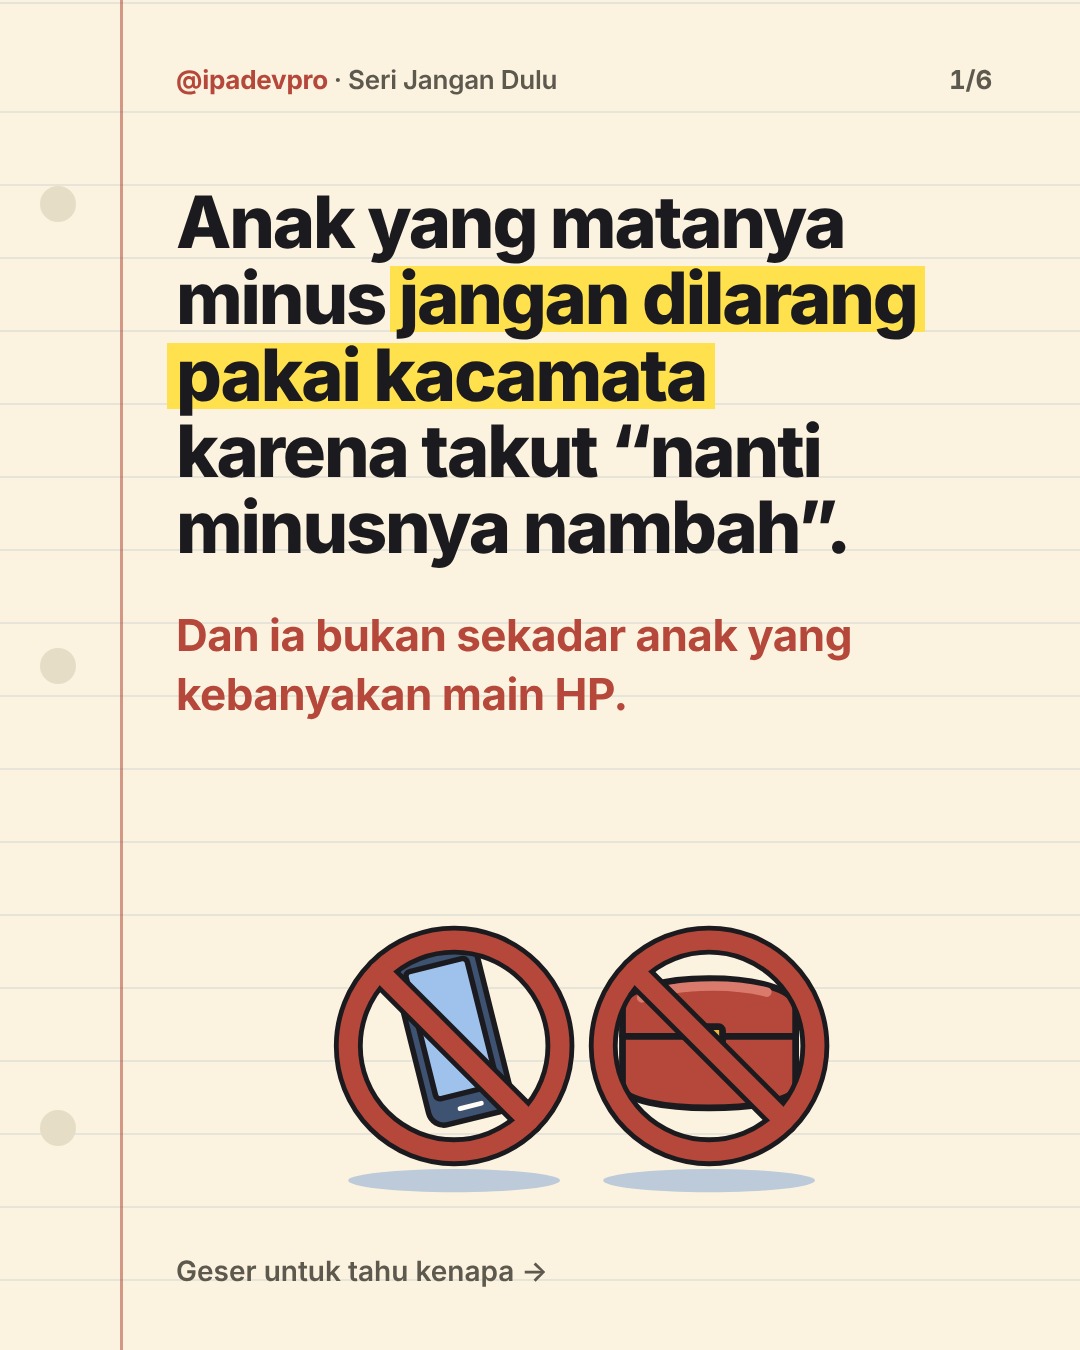 @ipadevpro · Seri Jangan Dulu
1/6
Anak yang matanya
minus jangan dilarang
pakai kacamata
karena takut “nanti
minusnya nambah”.
Dan ia bukan sekadar anak yang
kebanyakan main HP.
Geser untuk tahu kenapa →